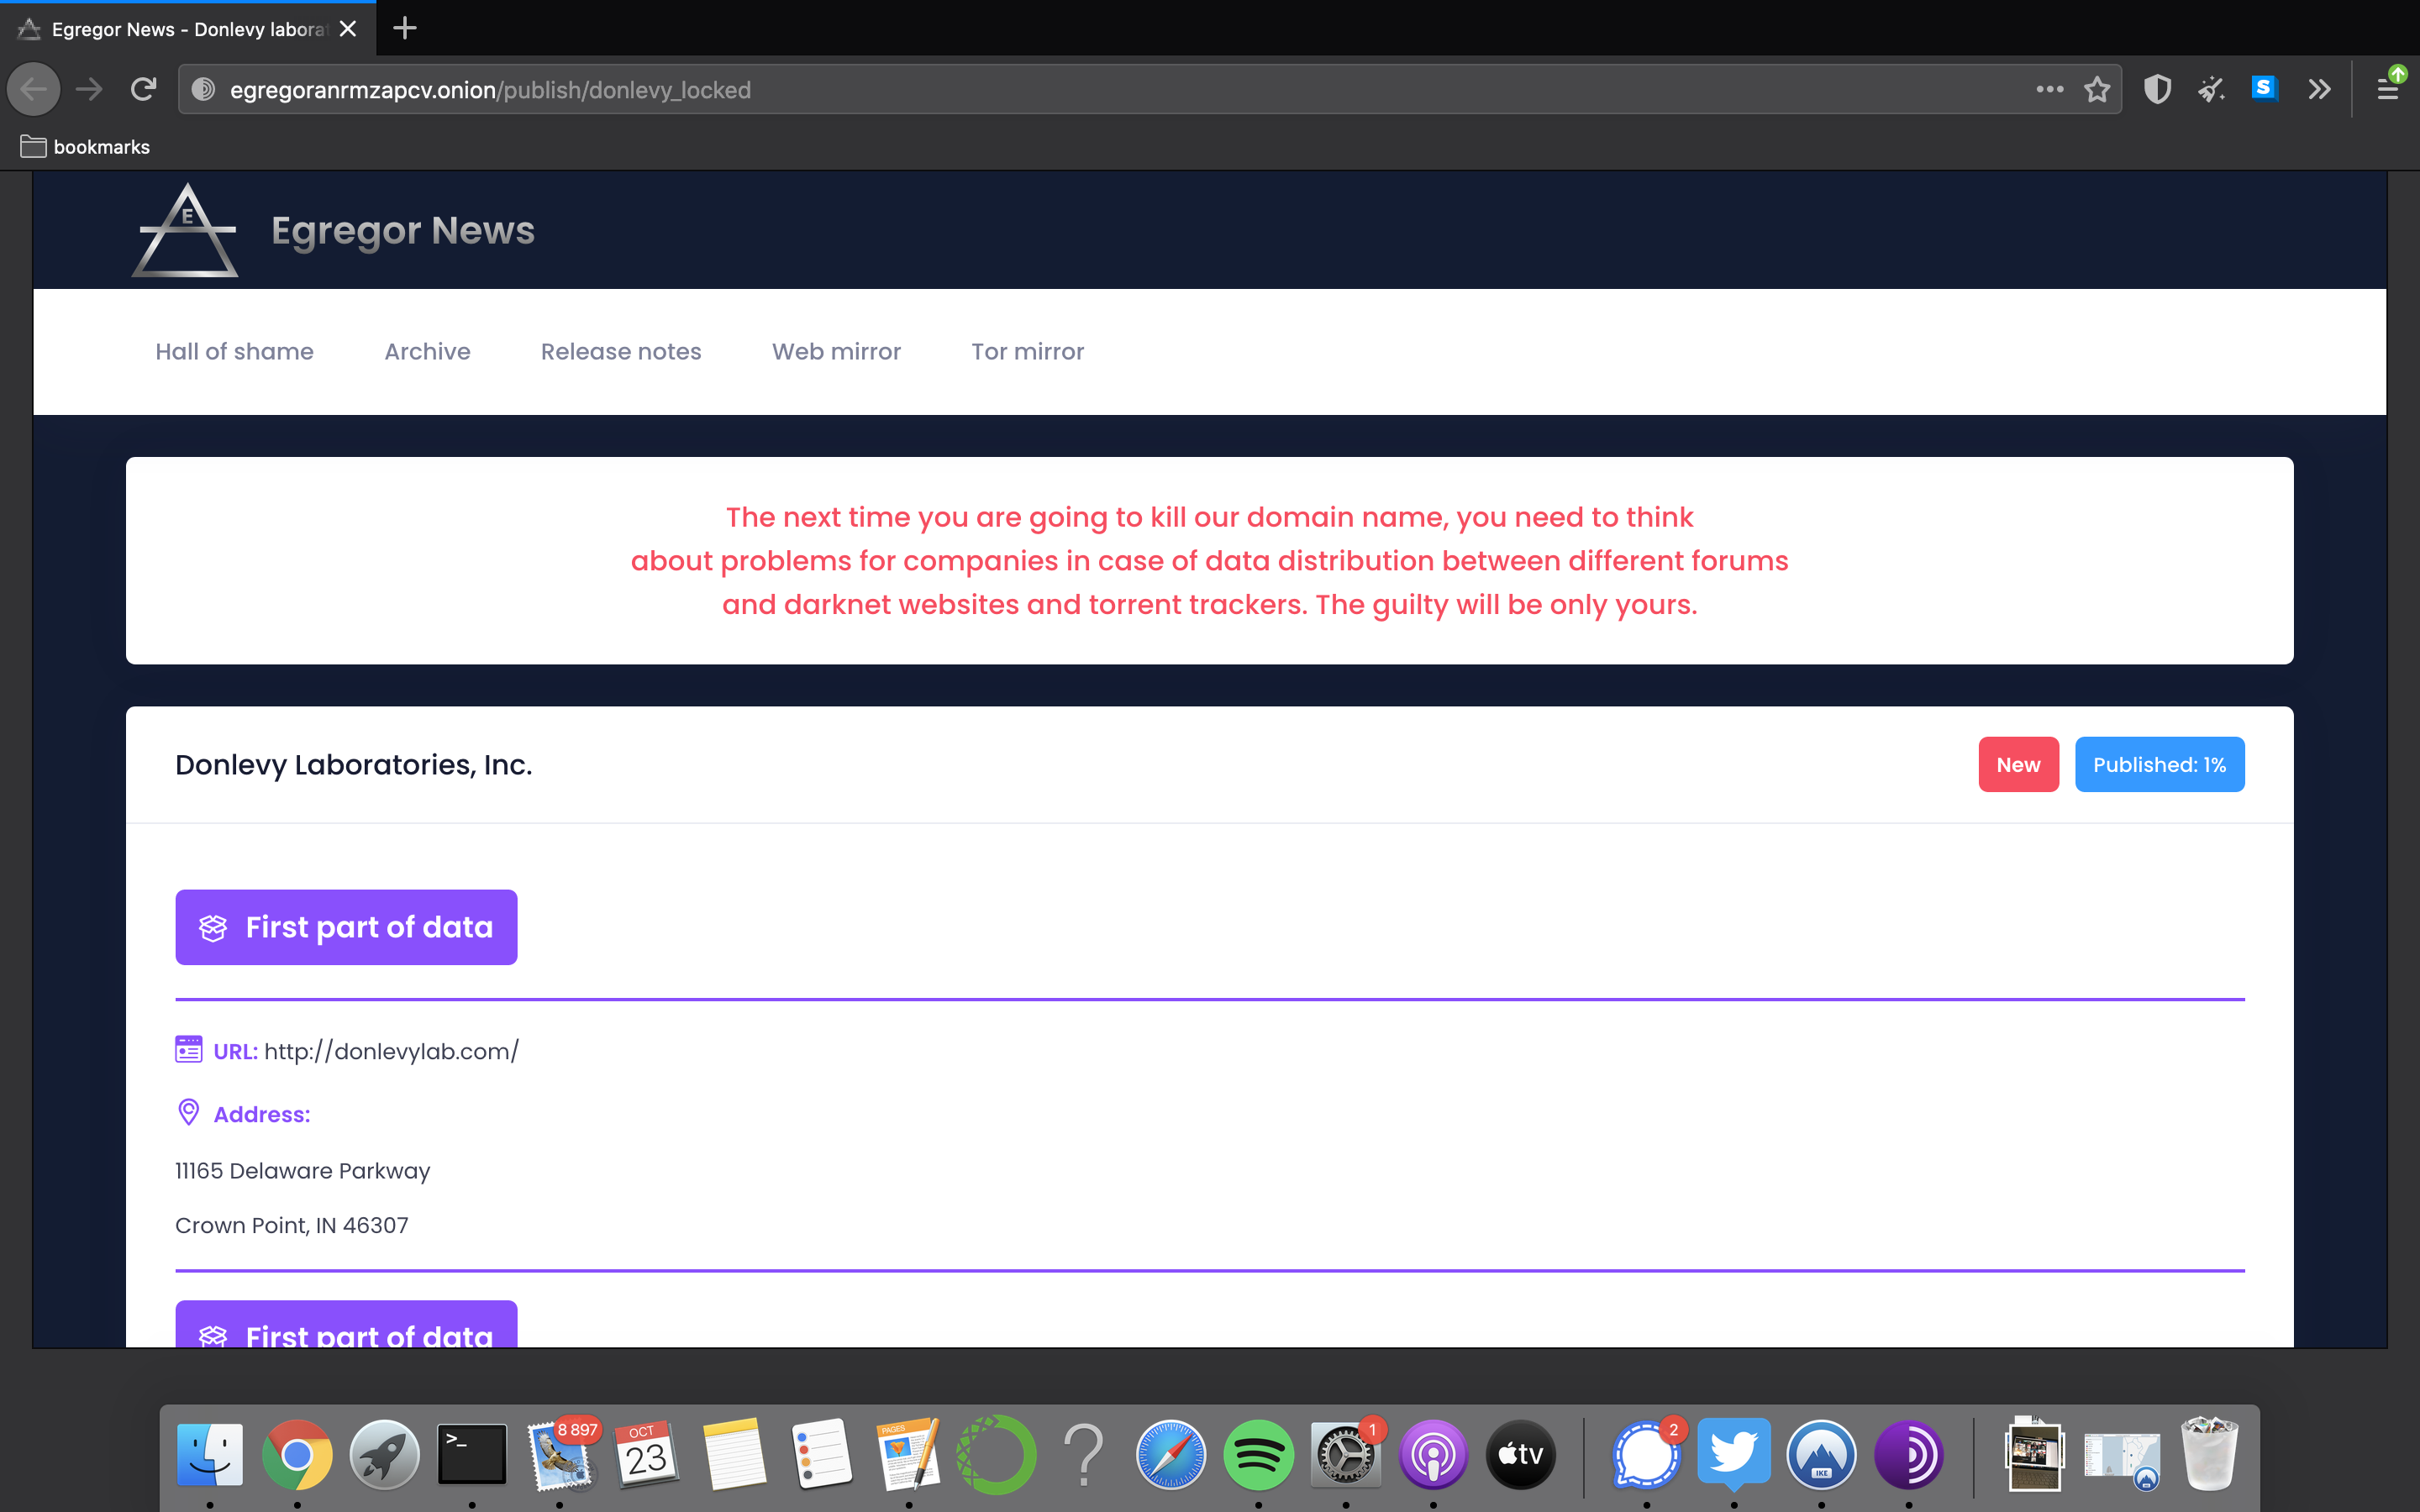 Egregor News - Donlevy labora
egregoranrmzapcv.onion/publish/donlevy_locked
S
bookmarks
E
Egregor News
Hall of shame Archive Release notes Web mirror Tor mirror
The next time you are going to kill our domain name, you need to think
about problems for companies in case of data distribution between different forums
and darknet websites and torrent trackers. The guilty will be only yours.
Donlevy Laboratories, Inc.
New Published: 1%
First part of data
URL: http://donlevylab.com/
Address:
11165 Delaware Parkway
Crown Point, IN 46307
First part of data
>_
8 897
OCT
23
PAGES
?
1
tv
2
IKE